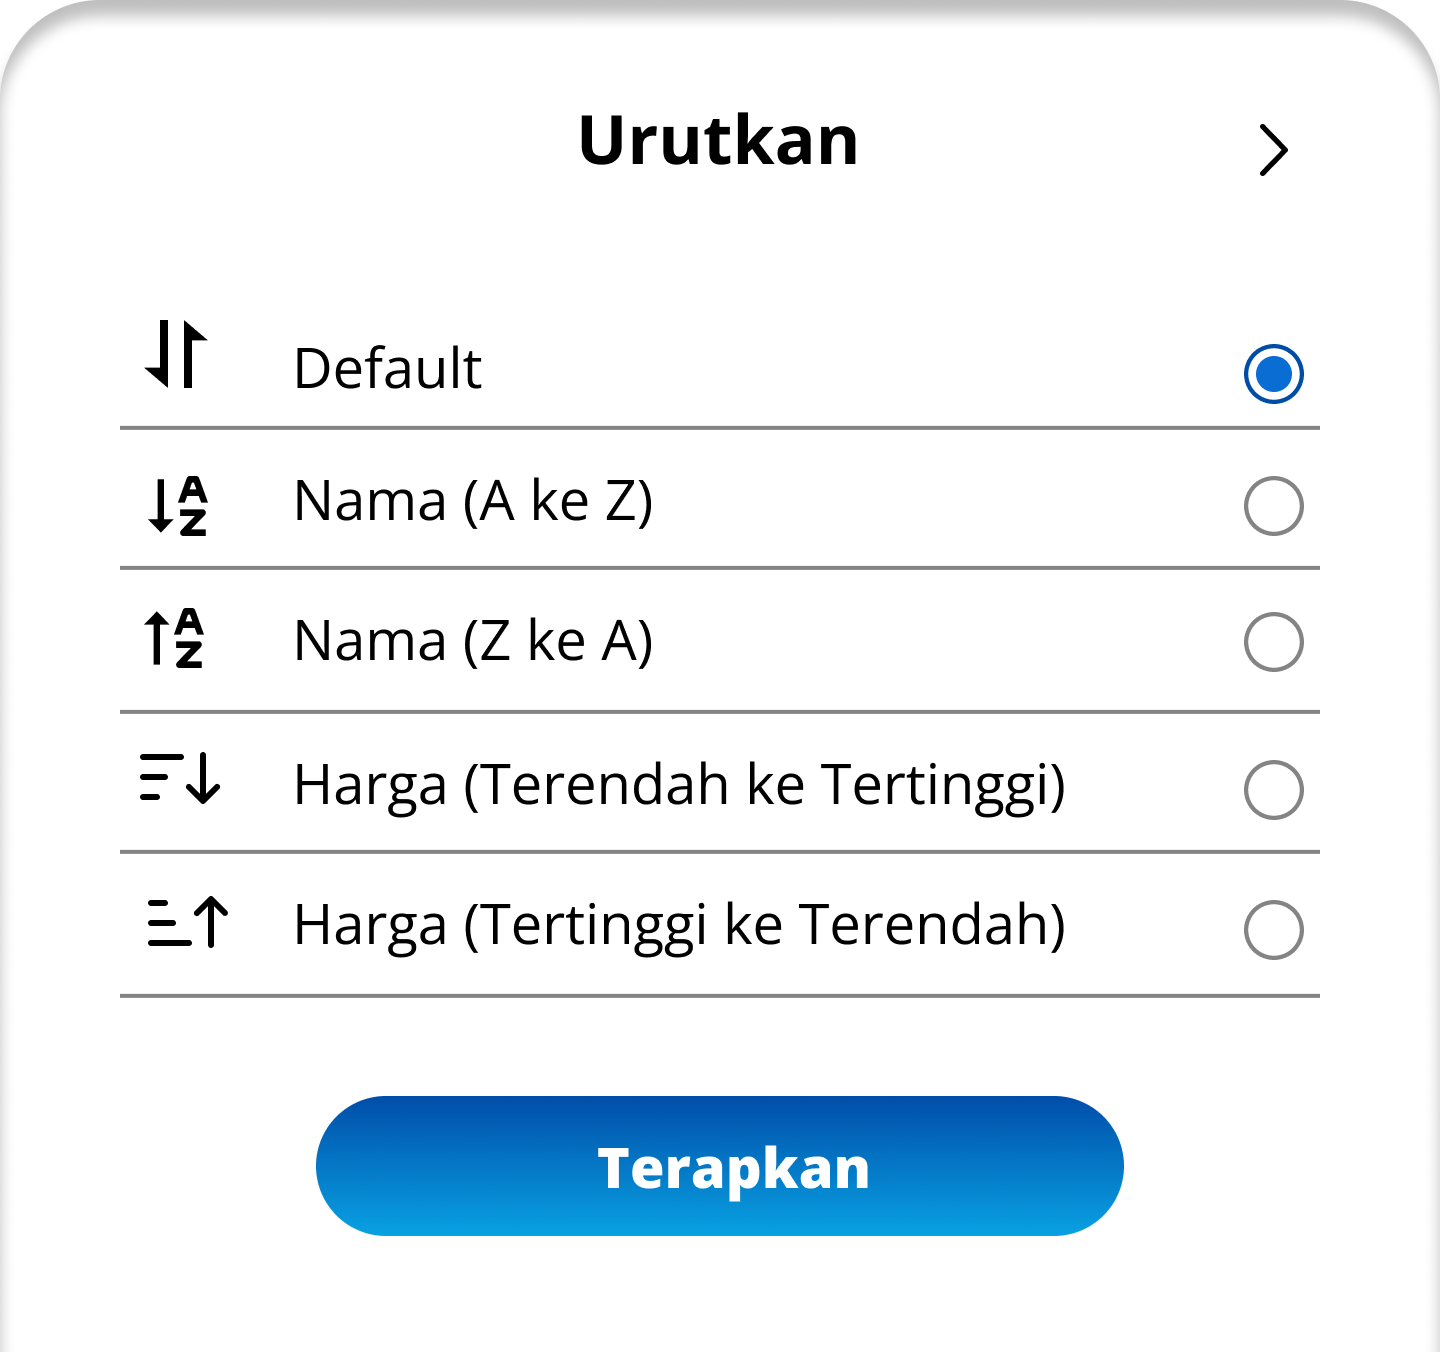 Urutkan
Default
Nama (A ke Z)
Nama (Z ke A)
Harga (Terendah ke Tertinggi)
Harga (Tertinggi ke Terendah)
Terapkan